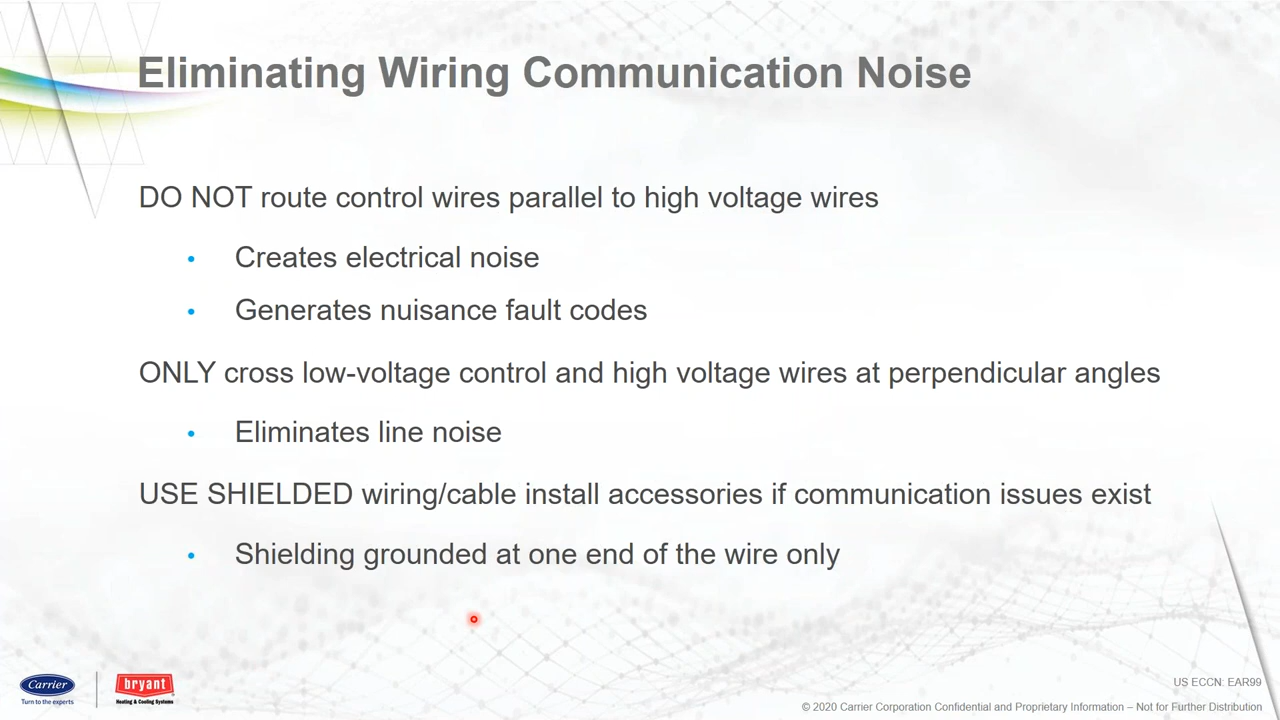 Eliminating Wiring Communication Noise
DO NOT route control wires parallel to high voltage wires
• Creates electrical noise
• Generates nuisance fault codes
ONLY cross low-voltage control and high voltage wires at perpendicular angles
• Eliminates line noise
USE SHIELDED wiring/cable install accessories if communication issues exist
• Shielding grounded at one end of the wire only
Carrier
Turn to the experts
bryant
Heating & Cooling Systems
US ECCN: EAR99
© 2020 Carrier Corporation Confidential and Proprietary Information – Not for Further Distribution